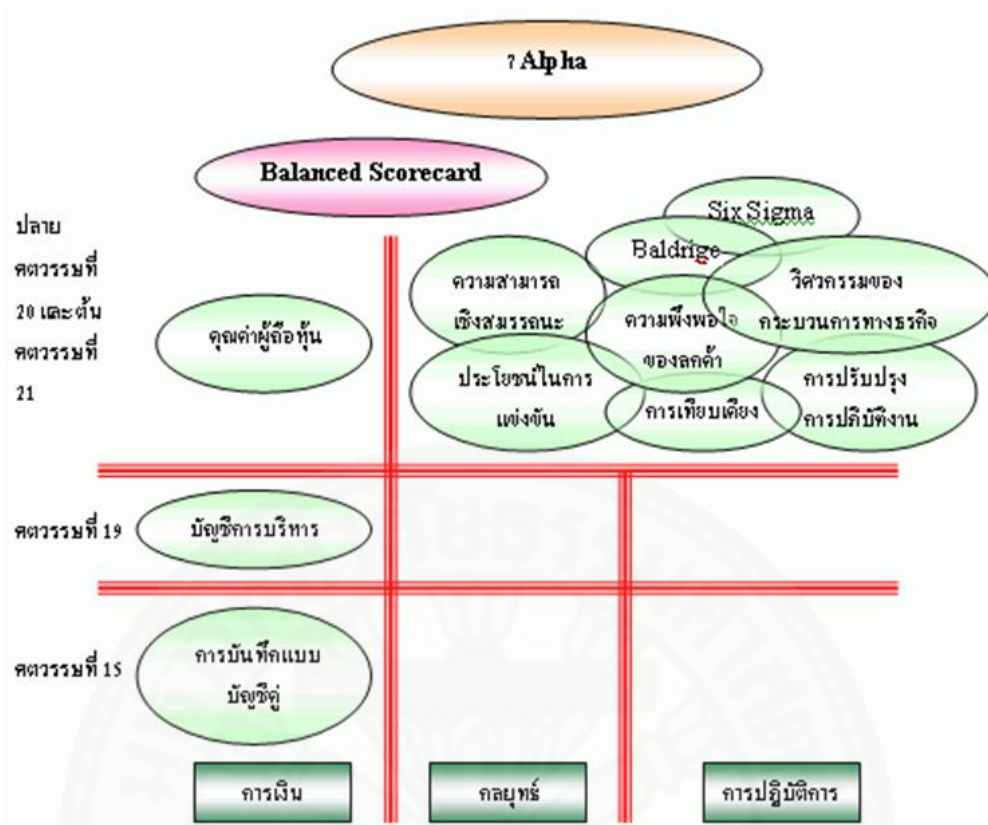 7 Alpha
Balanced Scorecard
Six Sigma
Baldrige
ปลาย
ศตวรรษที่
20 และต้น
ศตวรรษที่
21
คุณค่าผู้ถือหุ้น
ความสามารถ
เชิงสมรรถนะ
ความพึงพอใจ
ของลูกค้า
วิศวกรรมของ
กระบวนการทางธุรกิจ
ประโยชน์ในการ
แข่งขัน
การเทียบเคียง
การปรับปรุง
การปฏิบัติงาน
ศตวรรษที่ 19
บัญชีการบริหาร
ศตวรรษที่ 15
การบันทึกแบบ
บัญชีคู่
การเงิน
กลยุทธ์
การปฏิบัติการ